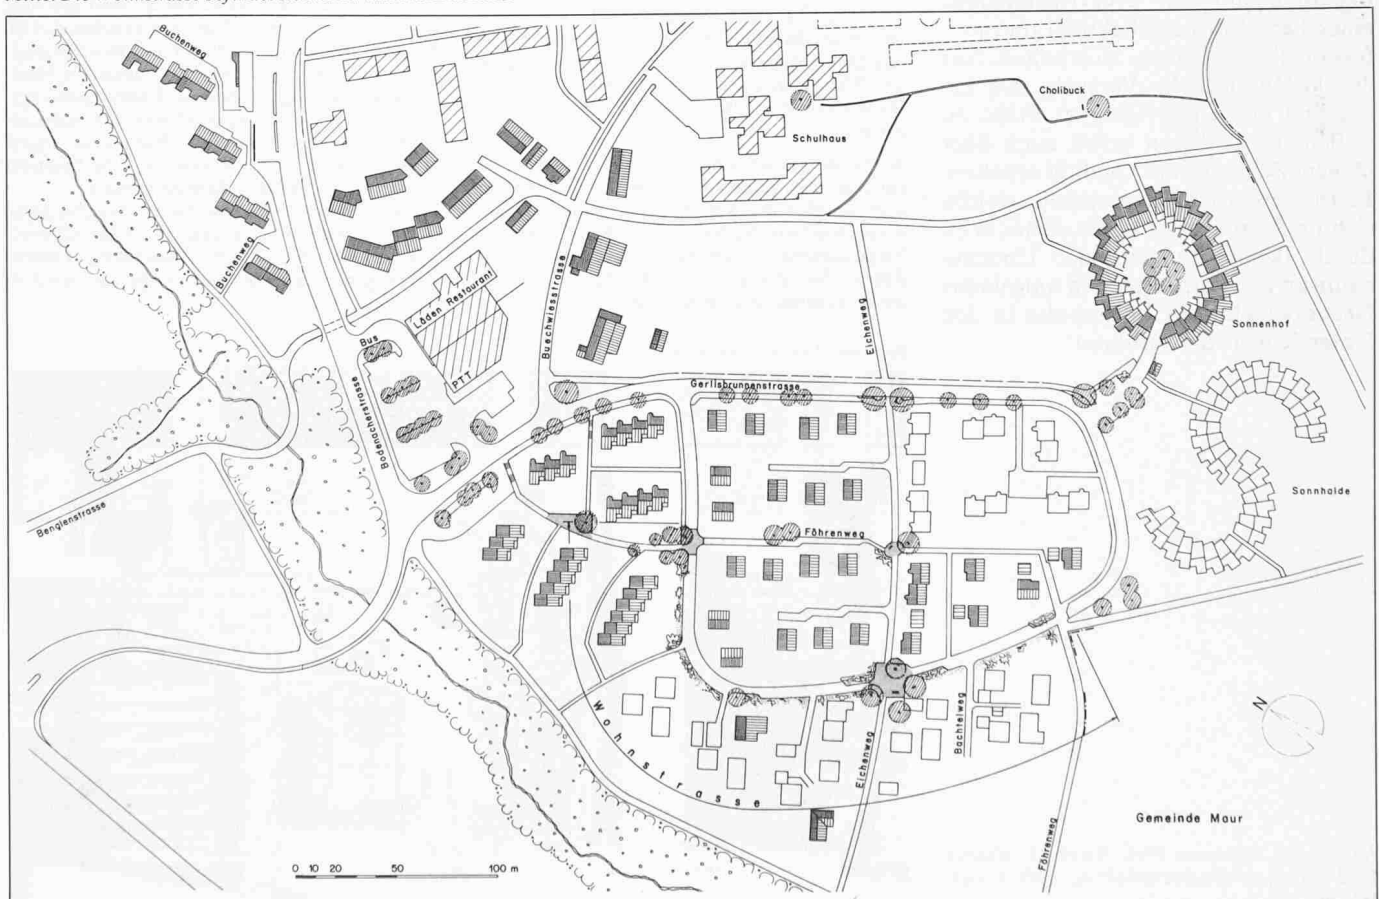 Buchenweg
Cholibuck
Schulhaus
Buchenweg
Läden Restaurant
Buechwiesstrasse
Eichenweg
Sonnenhof
Bus
PTT
Bodenacherstrasse
Gerlisbrunnenstrasse
Sonnhalde
Benglenstrasse
Föhrenweg
N
Wohnstrasse
Eichenweg
Bachtelweg
Gemeinde Maur
Föhrenweg
0 10 20 50 100 m